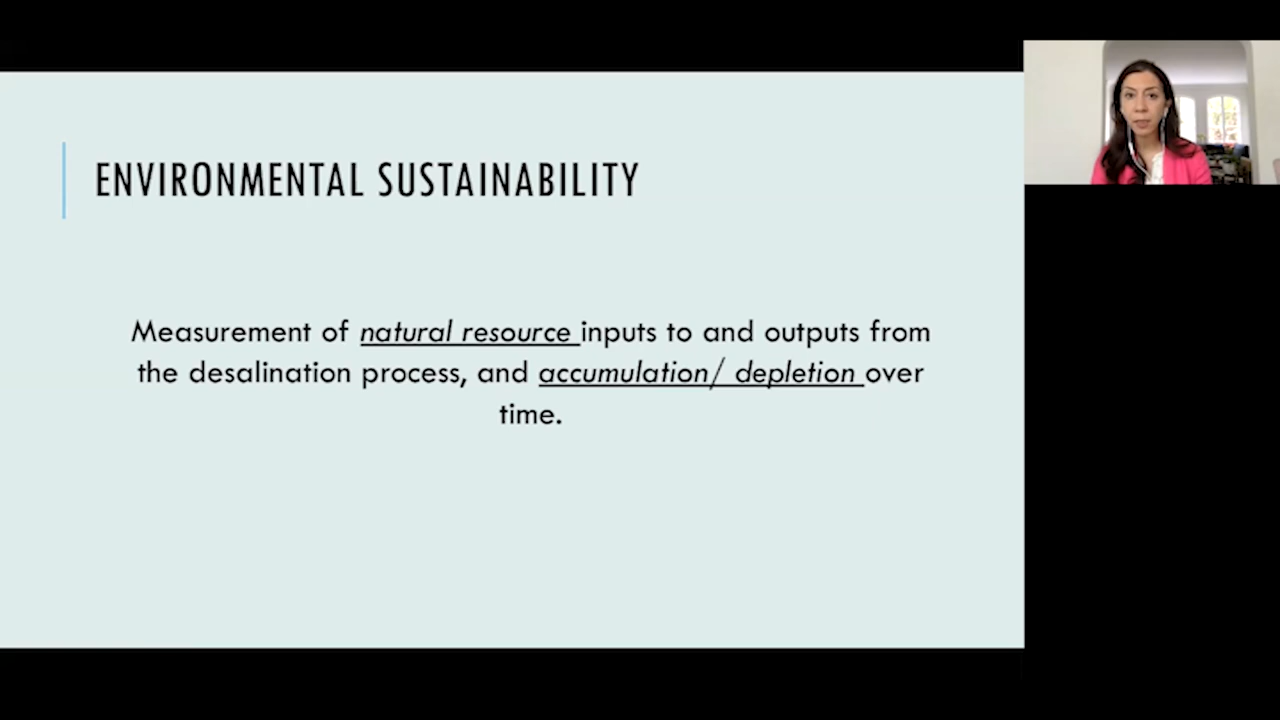 ENVIRONMENTAL SUSTAINABILITY
Measurement of natural resource inputs to and outputs from
the desalination process, and accumulation/ depletion over
time.